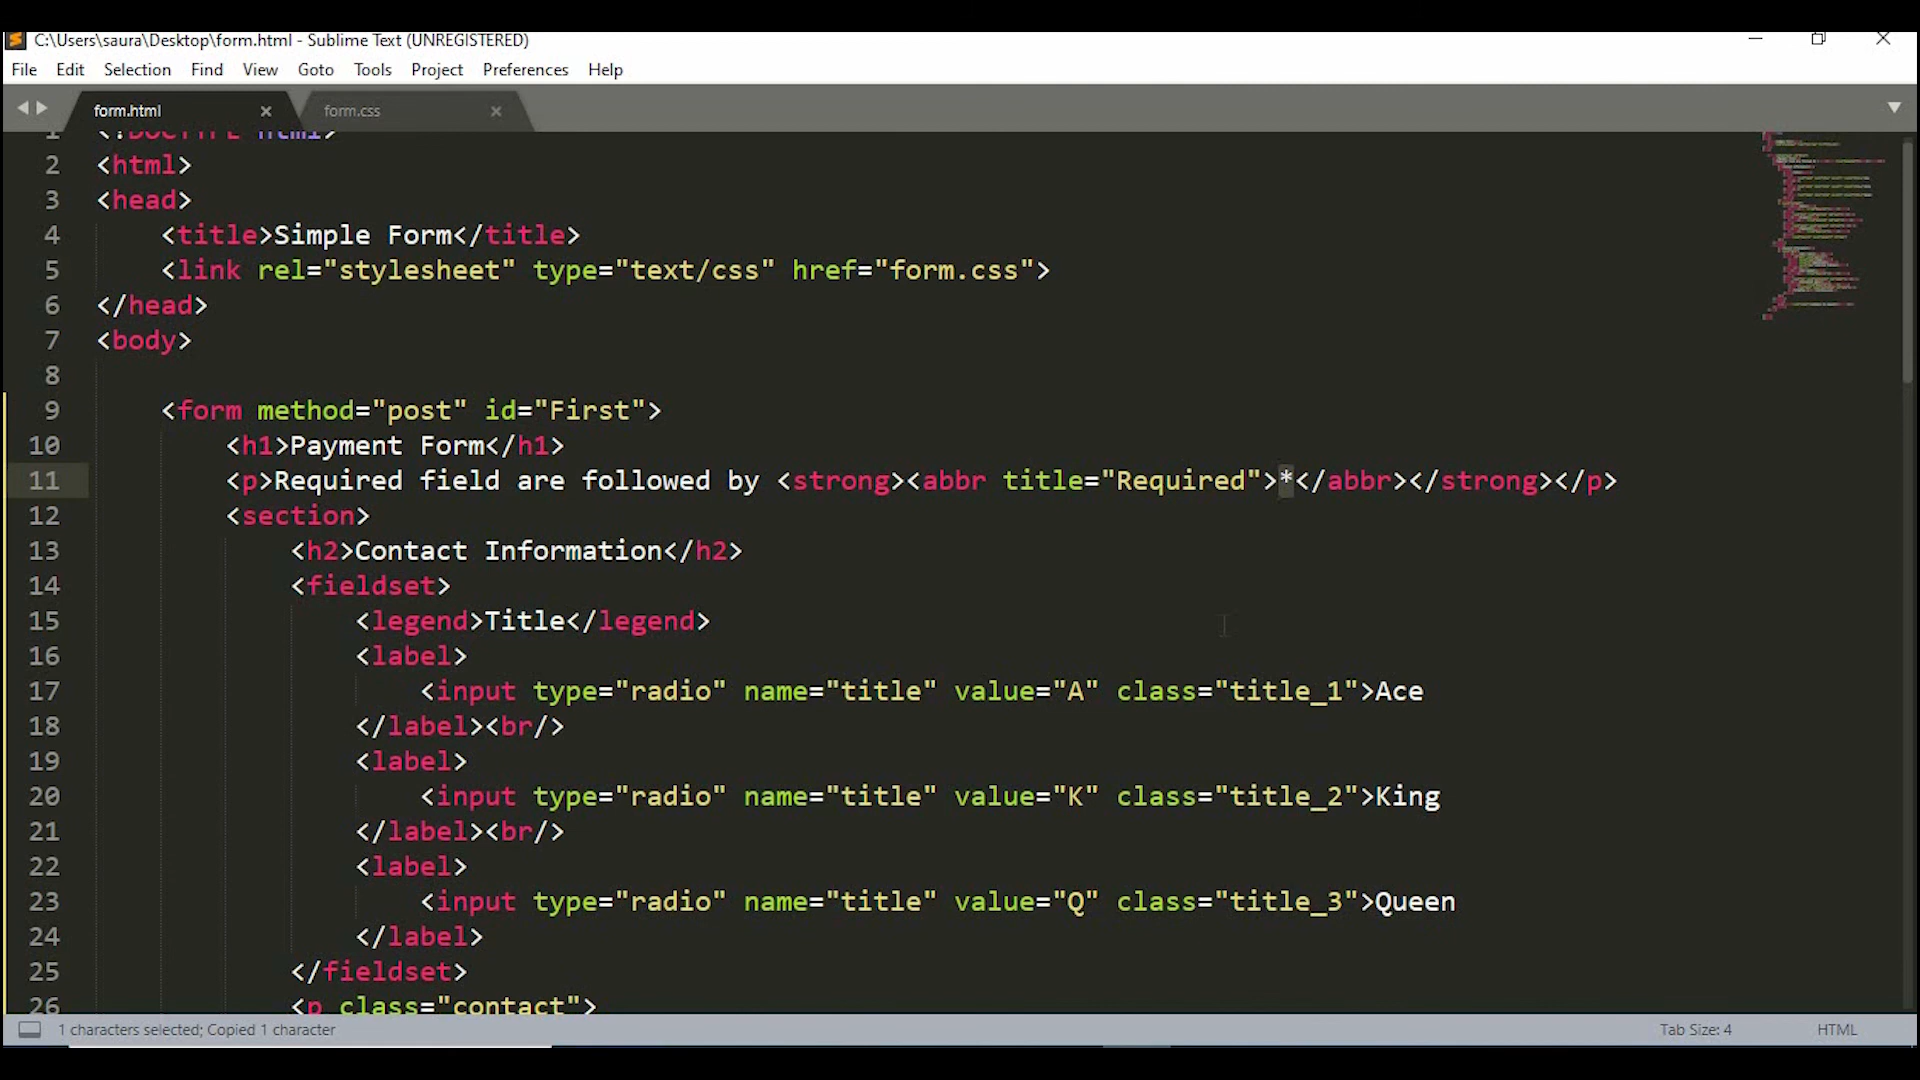 C:\Users\saura\Desktop\form.html - Sublime Text (UNREGISTERED)
File Edit Selection Find View Goto Tools Project Preferences Help
form.html form.css
1 <!DOCTYPE html>
2 <html>
3 <head>
4 <title>Simple Form</title>
5 <link rel="stylesheet" type="text/css" href="form.css">
6 </head>
7 <body>
8
9 <form method="post" id="First">
10 <h1>Payment Form</h1>
11 <p>Required field are followed by <strong><abbr title="Required">*</abbr></strong></p>
12 <section>
13 <h2>Contact Information</h2>
14 <fieldset>
15 <legend>Title</legend>
16 <label>
17 <input type="radio" name="title" value="A" class="title_1">Ace
18 </label><br/>
19 <label>
20 <input type="radio" name="title" value="K" class="title_2">King
21 </label><br/>
22 <label>
23 <input type="radio" name="title" value="Q" class="title_3">Queen
24 </label>
25 </fieldset>
26 <p class="contact">
1 characters selected; Copied 1 character Tab Size: 4 HTML